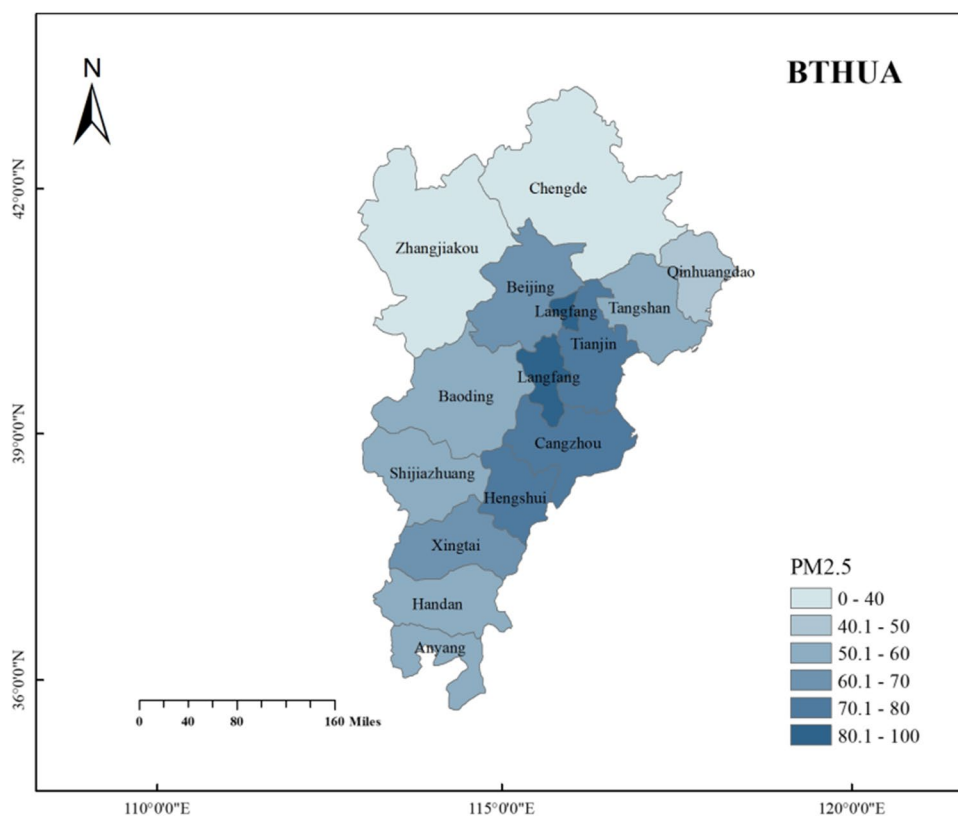 BTHUA
N
42°0'0"N
39°0'0"N
36°0'0"N
Chengde
Zhangjiakou
Qinhuangdao
Beijing
Tangshan
Langfang
Tianjin
Langfang
Baoding
Cangzhou
Shijiazhuang
Hengshui
Xingtai
Handan
Anyang
PM2.5
0 - 40
40.1 - 50
50.1 - 60
60.1 - 70
70.1 - 80
80.1 - 100
0 40 80 160 Miles
110°0'0"E 115°0'0"E 120°0'0"E